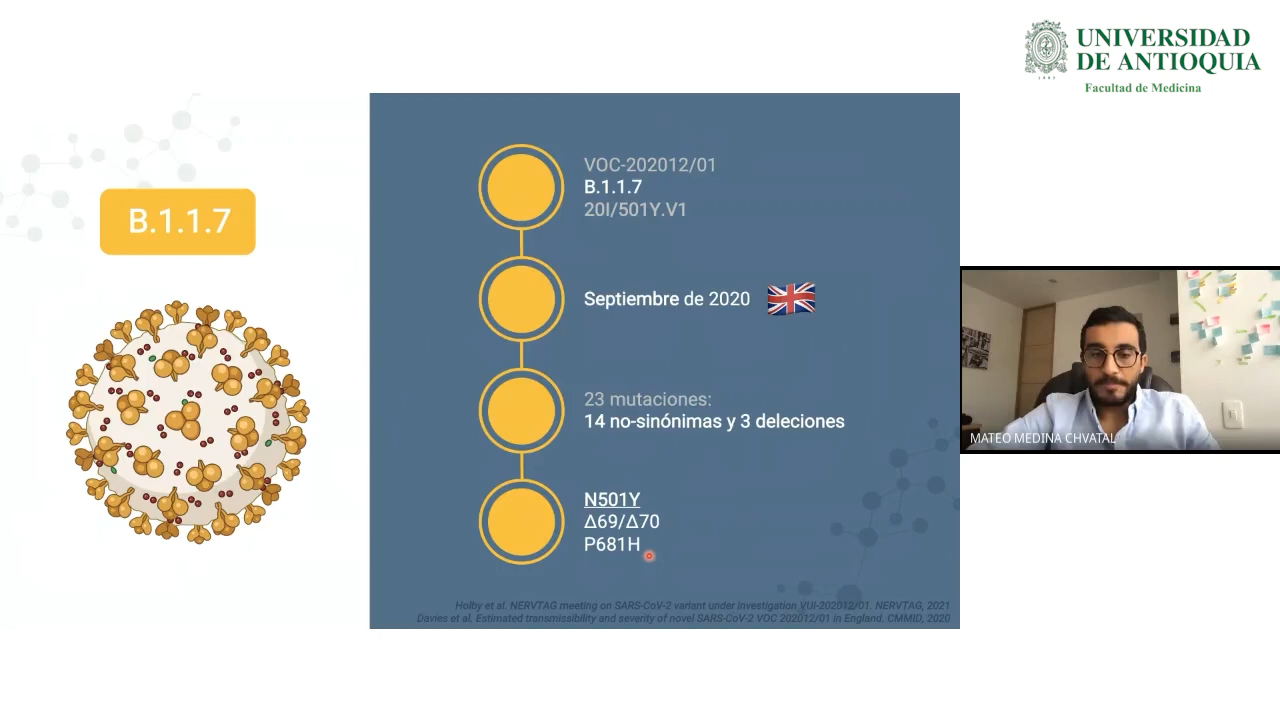 UNIVERSIDAD
DE ANTIOQUIA
1803
Facultad de Medicina
B.1.1.7
VOC-202012/01
B.1.1.7
20I/501Y.V1
Septiembre de 2020
23 mutaciones:
14 no-sinónimas y 3 deleciones
N501Y
Δ69/Δ70
P681H
Holby et al. NERVTAG meeting on SARS-CoV-2 variant under investigation VUI-202012/01. NERVTAG, 2021
Davies et al. Estimated transmissibility and severity of novel SARS-CoV-2 VOC 202012/01 in England. CMMID, 2020
MATEO MEDINA CHVATAL